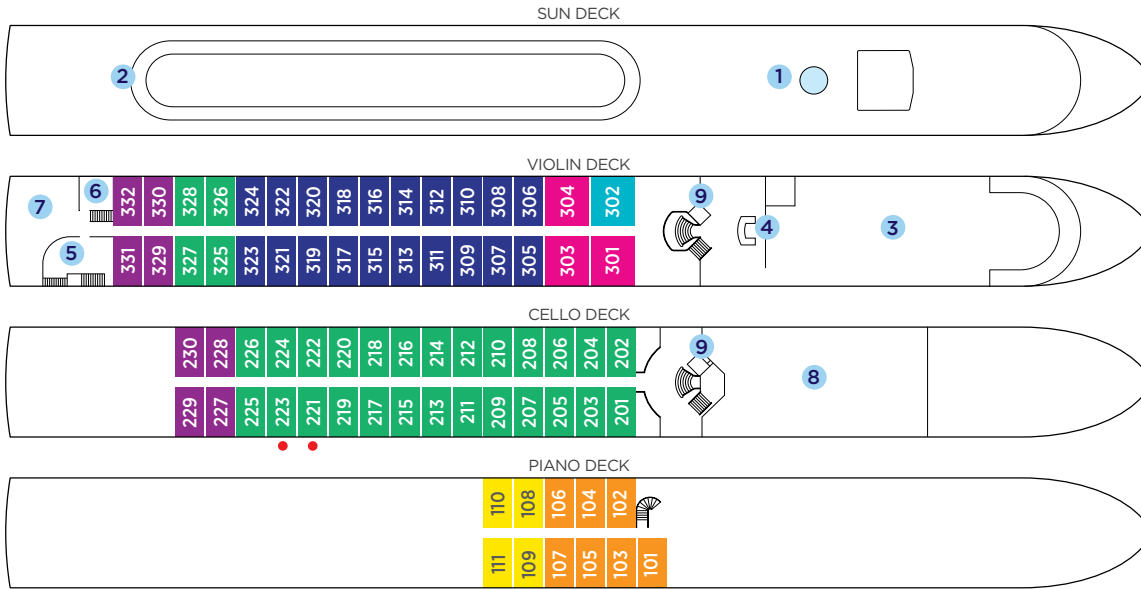 SUN DECK
2 1
VIOLIN DECK
7 6 332 330 328 326 324 322 320 318 316 314 312 310 308 306 304 302 9
4 3
5 331 329 327 325 323 321 319 317 315 313 311 309 307 305 303 301
CELLO DECK
230 228 226 224 222 220 218 216 214 212 210 208 206 204 202 9
8
229 227 225 223 221 219 217 215 213 211 209 207 205 203 201
PIANO DECK
110 108 106 104 102
111 109 107 105 103 101